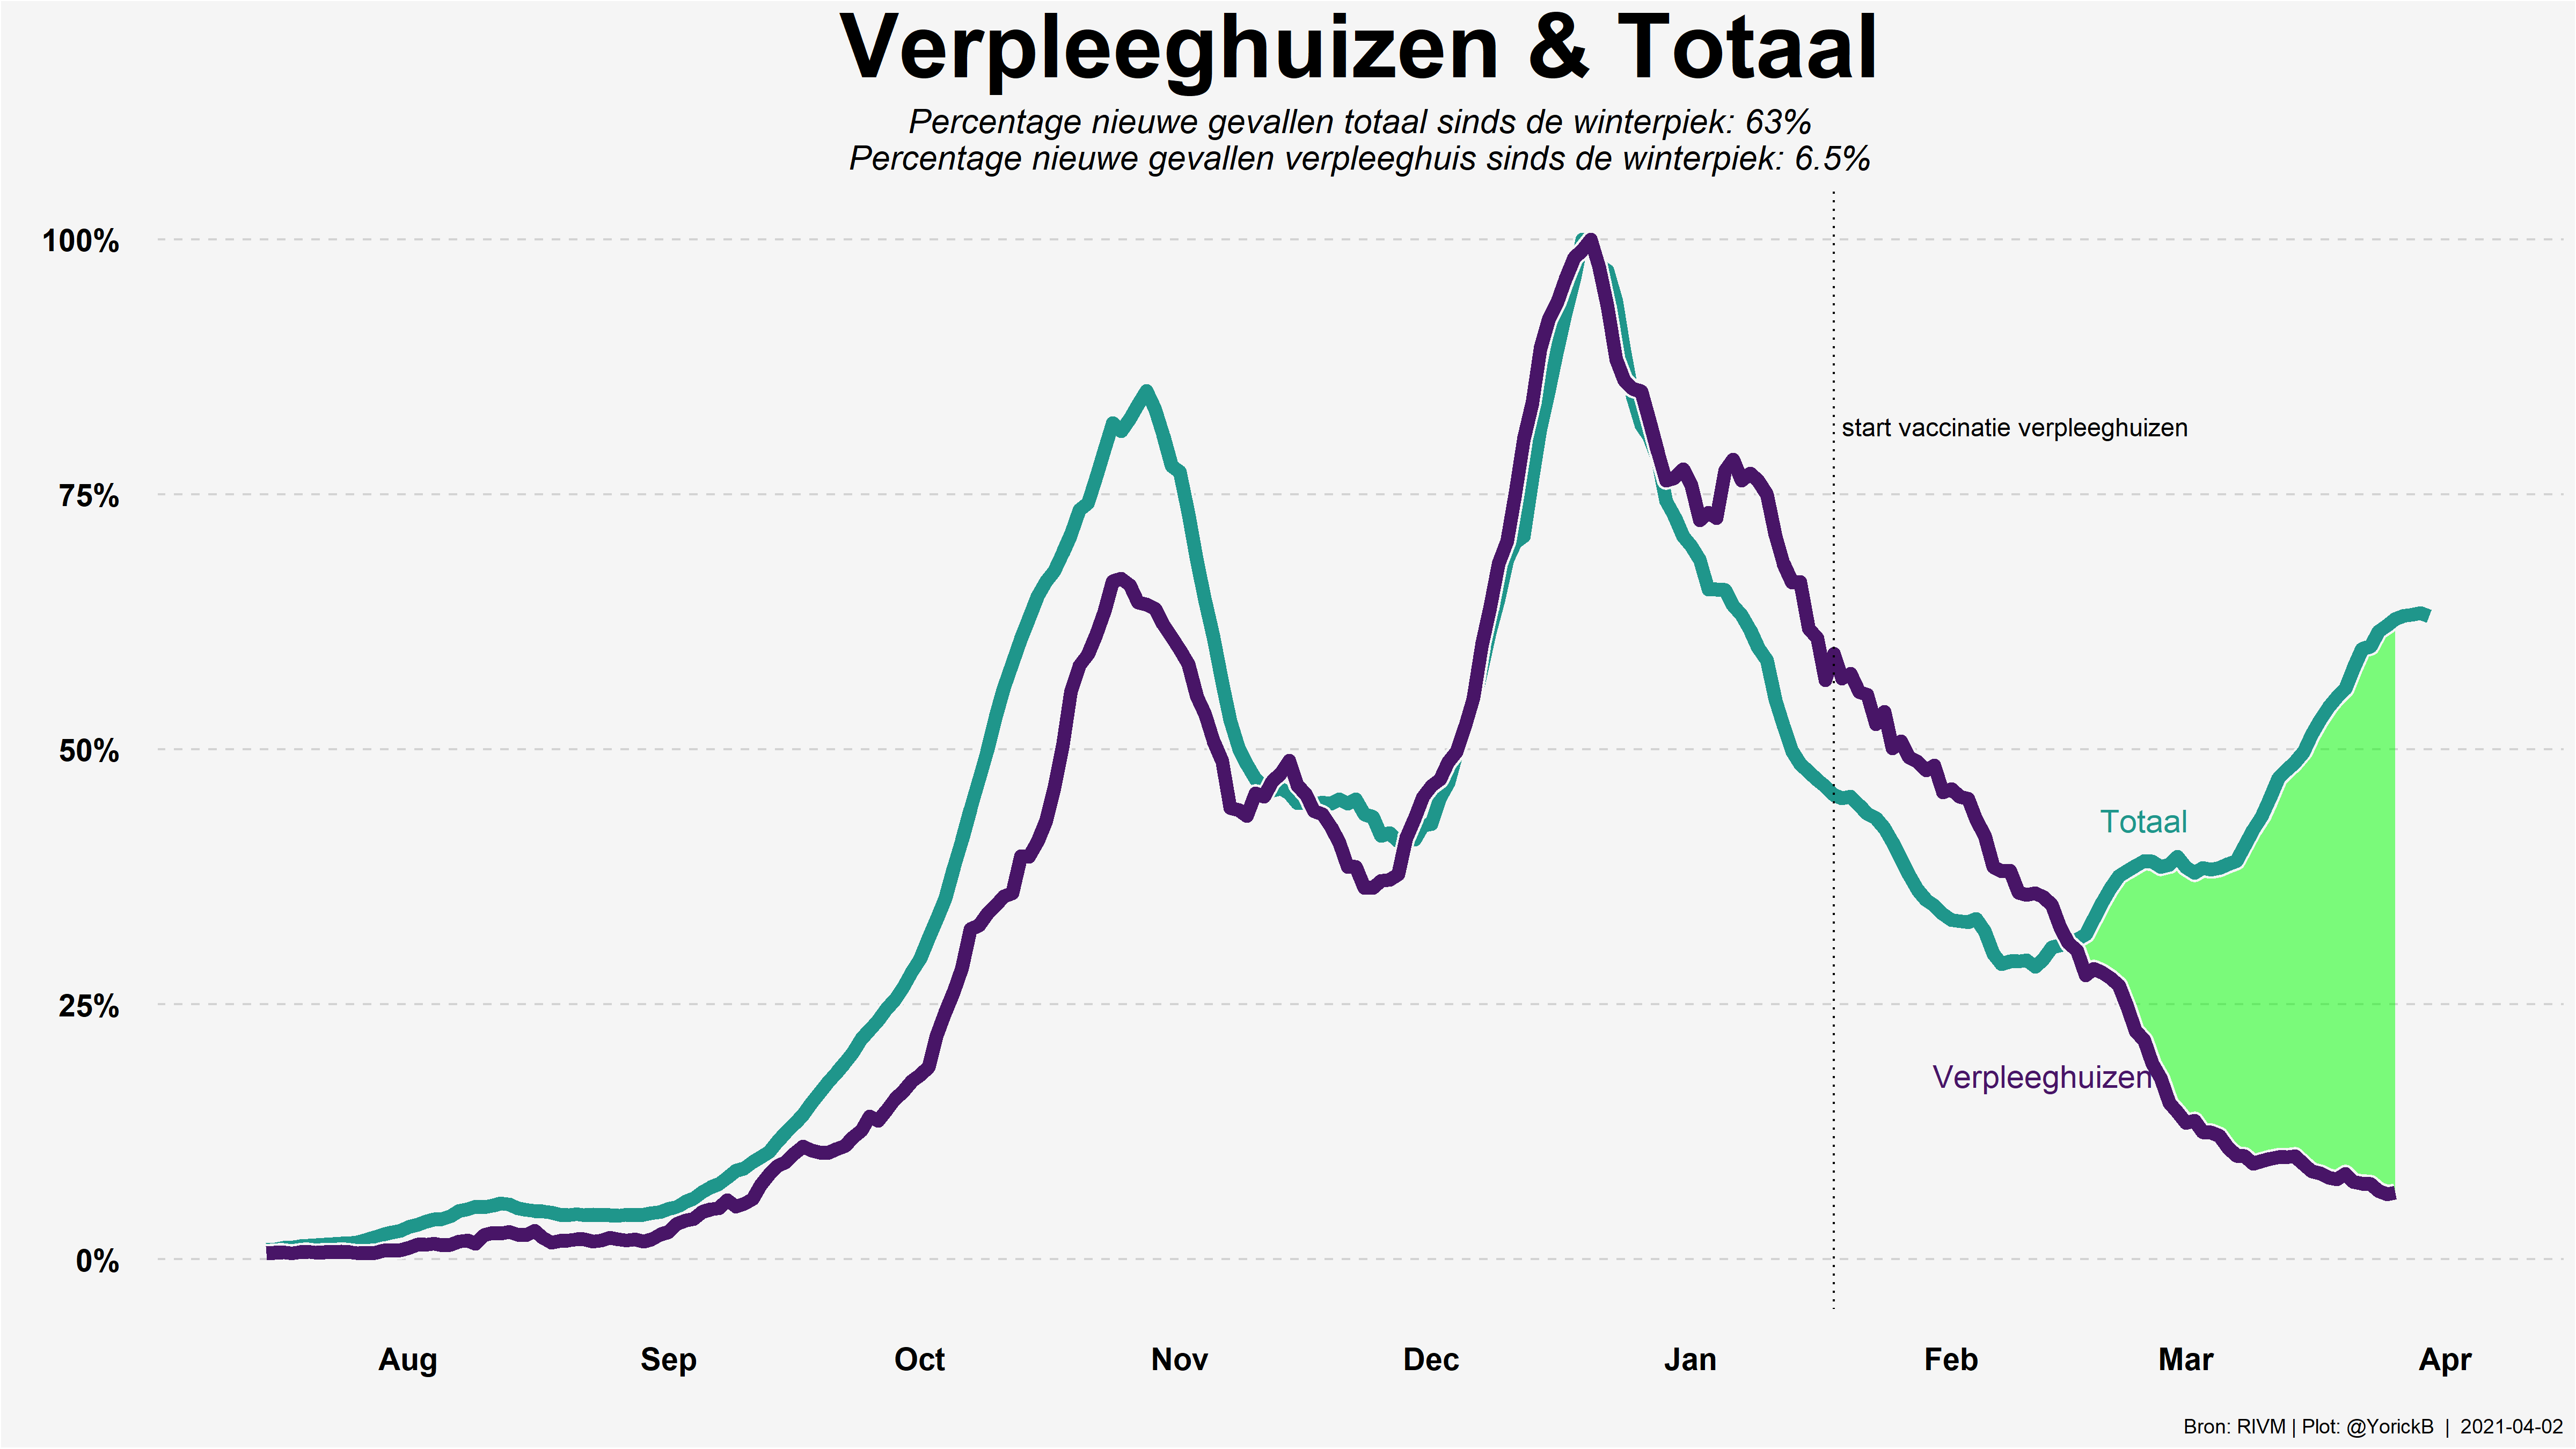 Verpleeghuizen & Totaal
Percentage nieuwe gevallen totaal sinds de winterpiek: 63%
Percentage nieuwe gevallen verpleeghuis sinds de winterpiek: 6.5%
100%
start vaccinatie verpleeghuizen
75%
50%
Totaal
25%
Verpleeghuizen
0%
Aug Sep Oct Nov Dec Jan Feb Mar Apr
Bron: RIVM | Plot: @YorickB | 2021-04-02